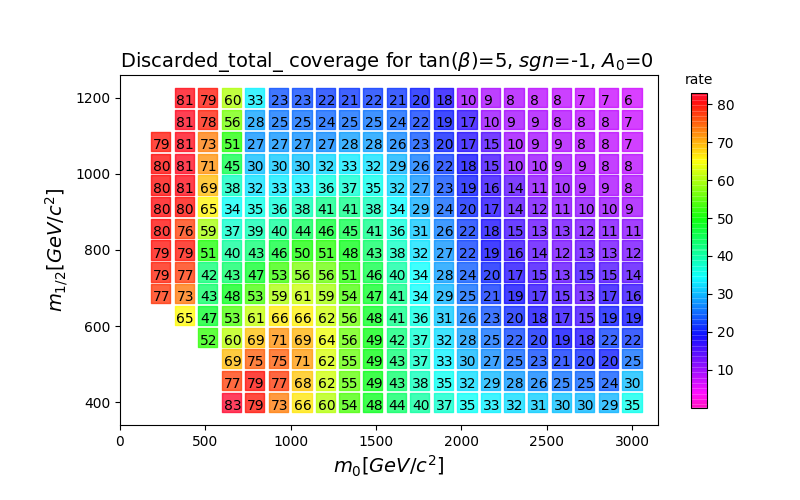 Discarded_total_ coverage for tan(β)=5, sgn=-1, A₀=0
rate
1200
1000
800
600
400
m₁/₂[GeV/c²]
81 79 60 33 23 23 22 21 22 21 20 18 10 9 8 8 8 7 7 6
81 78 56 28 25 25 24 25 25 24 22 19 17 10 9 9 8 8 8 7
79 81 73 51 27 27 27 27 28 28 26 23 20 17 15 10 9 9 8 8 7
80 81 71 45 30 30 30 32 33 32 29 26 22 18 15 10 10 9 9 8 8
80 81 69 38 32 33 33 36 37 35 32 27 23 19 16 14 11 10 9 9 8
80 80 65 34 35 36 38 41 41 38 34 29 24 20 17 14 12 11 10 10 9
80 76 59 37 39 40 44 46 45 41 36 31 26 22 18 15 13 13 12 11 11
79 79 51 40 43 46 50 51 48 43 38 32 27 22 19 16 14 12 13 13 12
79 77 42 43 47 53 56 56 51 46 40 34 28 24 20 17 15 13 15 15 14
77 73 43 48 53 59 61 59 54 47 41 34 29 25 21 19 17 15 13 17 16
65 47 53 61 66 66 62 56 48 41 36 31 26 23 20 18 17 15 19 19
52 60 69 71 69 64 56 49 42 37 32 28 25 22 20 19 18 22 22
69 75 75 71 62 55 49 43 37 33 30 27 25 23 21 20 20 25
77 79 77 68 62 55 49 43 38 35 32 29 28 26 25 25 24 30
83 79 73 66 60 54 48 44 40 37 35 33 32 31 30 30 29 35
0 500 1000 1500 2000 2500 3000
m₀[GeV/c²]
80
70
60
50
40
30
20
10